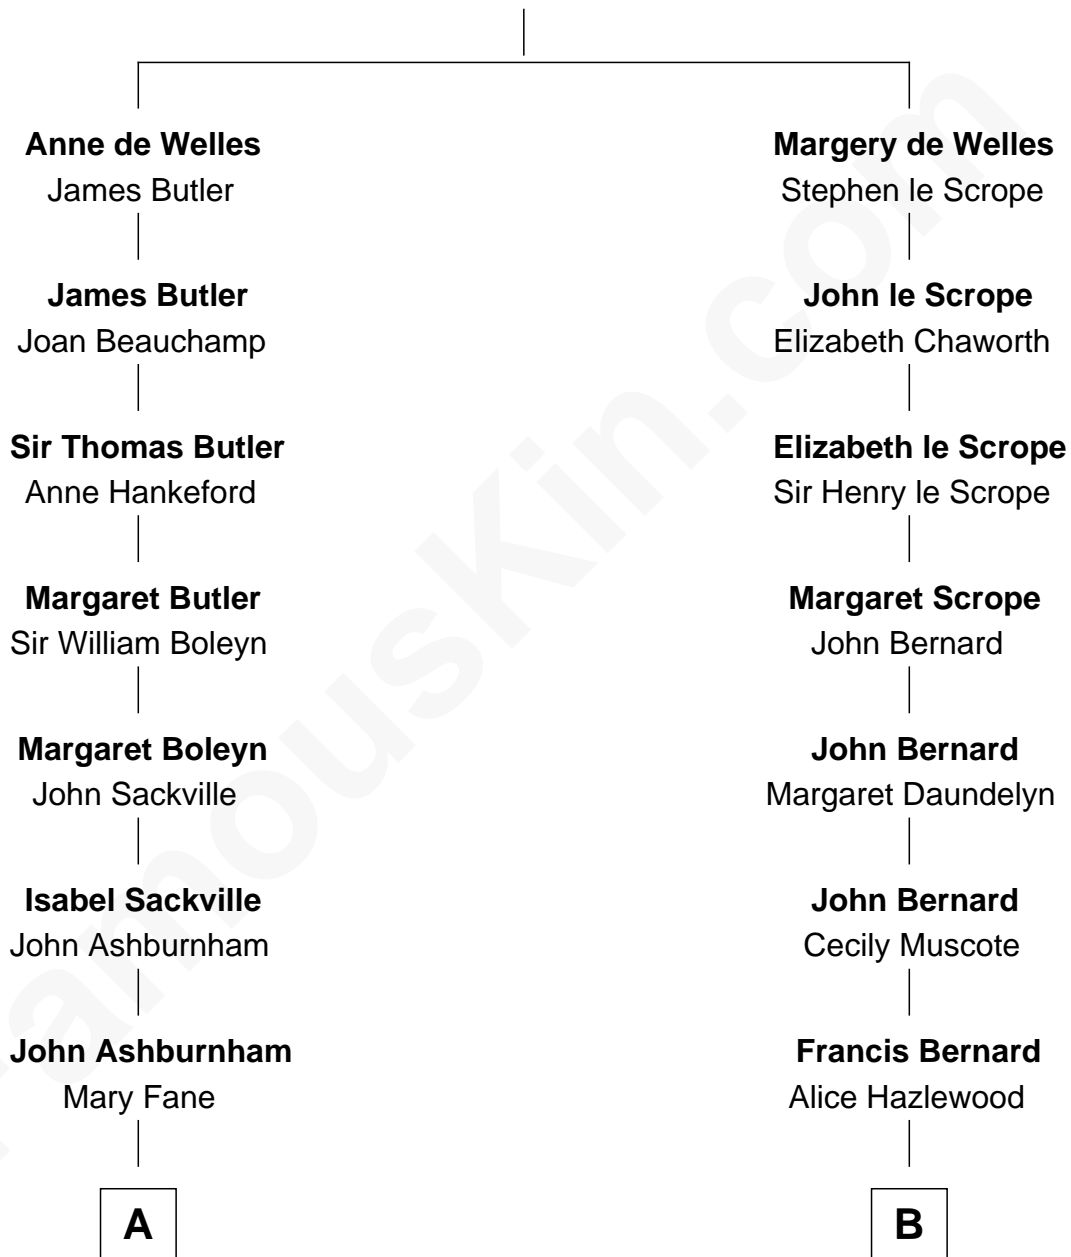 Anne de Welles
James Butler
James Butler
Joan Beauchamp
Sir Thomas Butler
Anne Hankeford
Margaret Butler
Sir William Boleyn
Margaret Boleyn
John Sackville
Isabel Sackville
John Ashburnham
John Ashburnham
Mary Fane
A
Margery de Welles
Stephen le Scrope
John le Scrope
Elizabeth Chaworth
Elizabeth le Scrope
Sir Henry le Scrope
Margaret Scrope
John Bernard
John Bernard
Margaret Daundelyn
John Bernard
Cecily Muscote
Francis Bernard
Alice Hazlewood
B
FamousKin.com